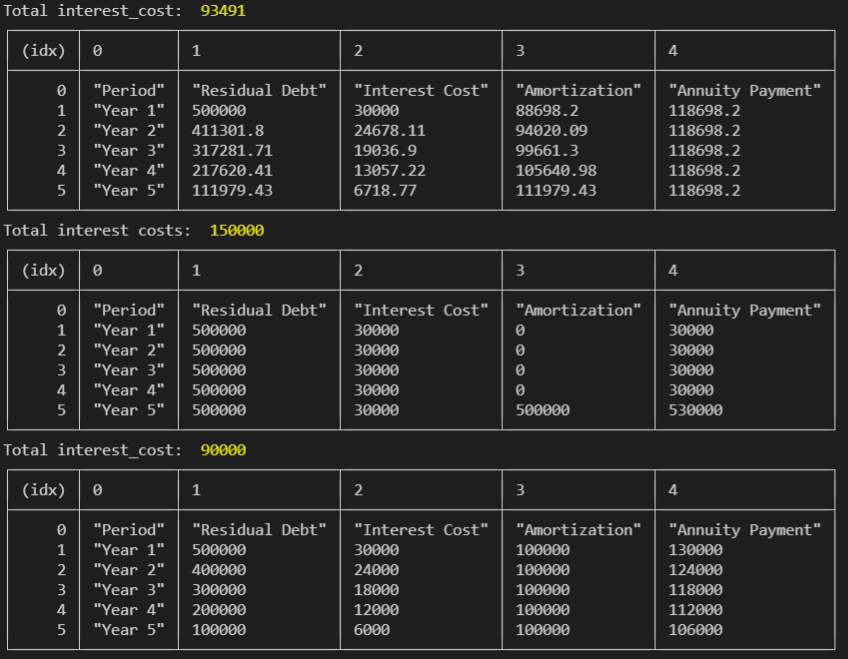 Total interest_cost: 93491
(idx) 0 1 2 3 4
0 "Period" "Residual Debt" "Interest Cost" "Amortization" "Annuity Payment"
1 "Year 1" 500000 30000 88698.2 118698.2
2 "Year 2" 411301.8 24678.11 94020.09 118698.2
3 "Year 3" 317281.71 19036.9 99661.3 118698.2
4 "Year 4" 217620.41 13057.22 105640.98 118698.2
5 "Year 5" 111979.43 6718.77 111979.43 118698.2
Total interest costs: 150000
(idx) 0 1 2 3 4
0 "Period" "Residual Debt" "Interest Cost" "Amortization" "Annuity Payment"
1 "Year 1" 500000 30000 0 30000
2 "Year 2" 500000 30000 0 30000
3 "Year 3" 500000 30000 0 30000
4 "Year 4" 500000 30000 0 30000
5 "Year 5" 500000 30000 500000 530000
Total interest_cost: 90000
(idx) 0 1 2 3 4
0 "Period" "Residual Debt" "Interest Cost" "Amortization" "Annuity Payment"
1 "Year 1" 500000 30000 100000 130000
2 "Year 2" 400000 24000 100000 124000
3 "Year 3" 300000 18000 100000 118000
4 "Year 4" 200000 12000 100000 112000
5 "Year 5" 100000 6000 100000 106000